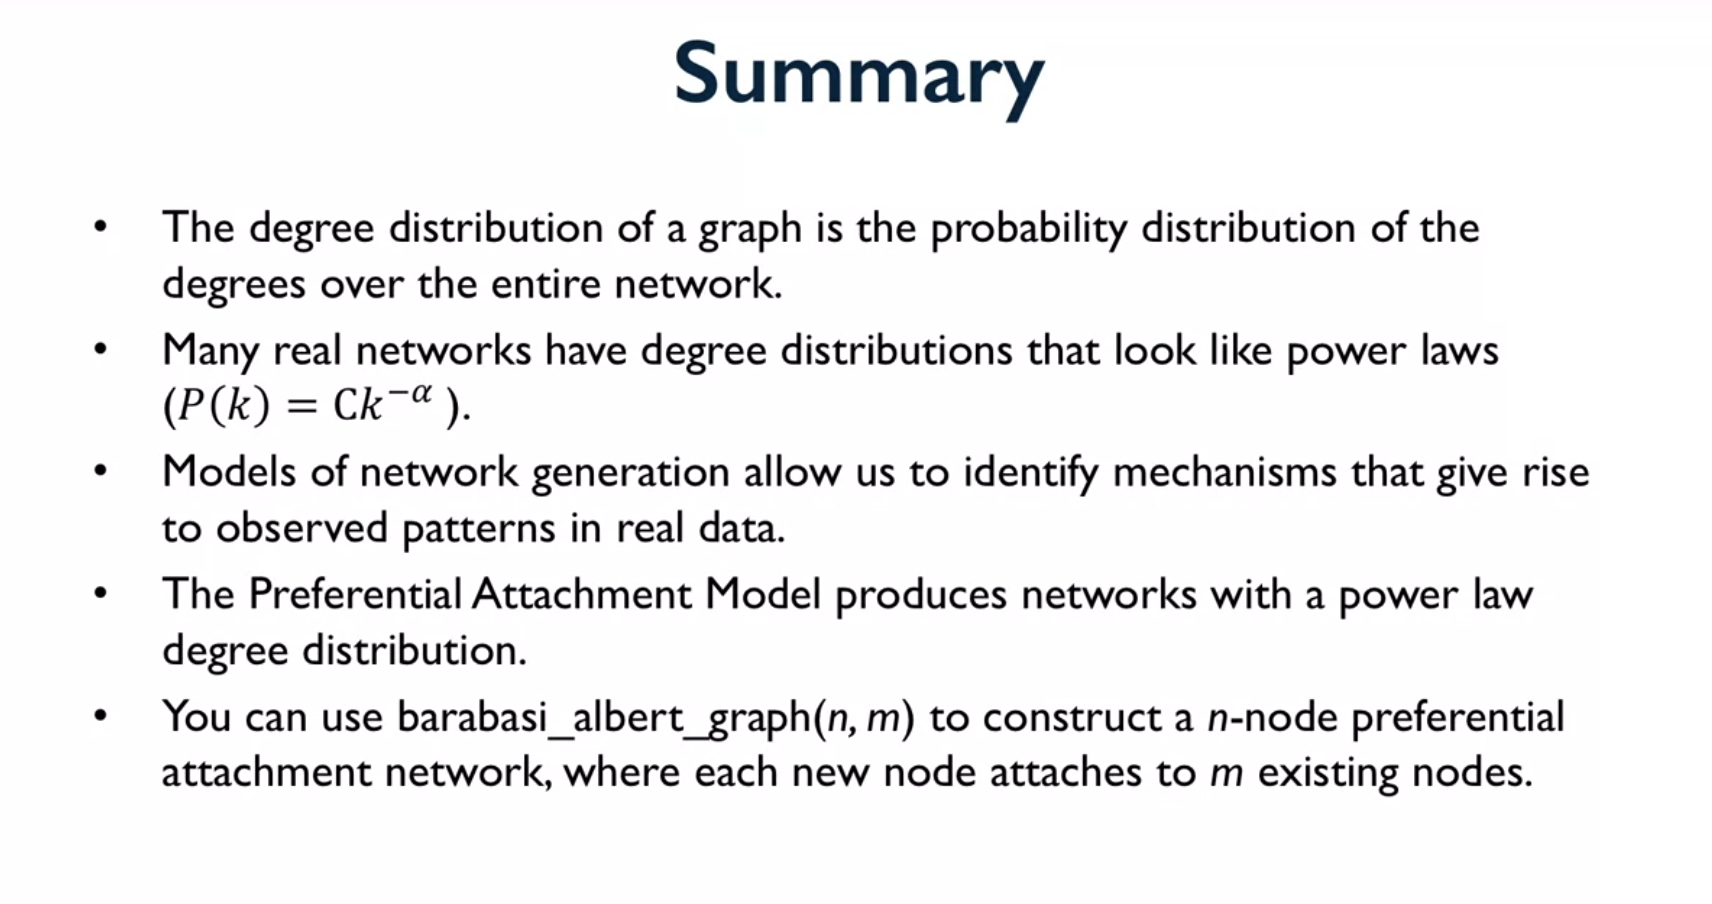 Summary
• The degree distribution of a graph is the probability distribution of the
degrees over the entire network.
• Many real networks have degree distributions that look like power laws
(P(k) = Ck^{−α} ).
• Models of network generation allow us to identify mechanisms that give rise
to observed patterns in real data.
• The Preferential Attachment Model produces networks with a power law
degree distribution.
• You can use barabasi_albert_graph(n, m) to construct a n-node preferential
attachment network, where each new node attaches to m existing nodes.